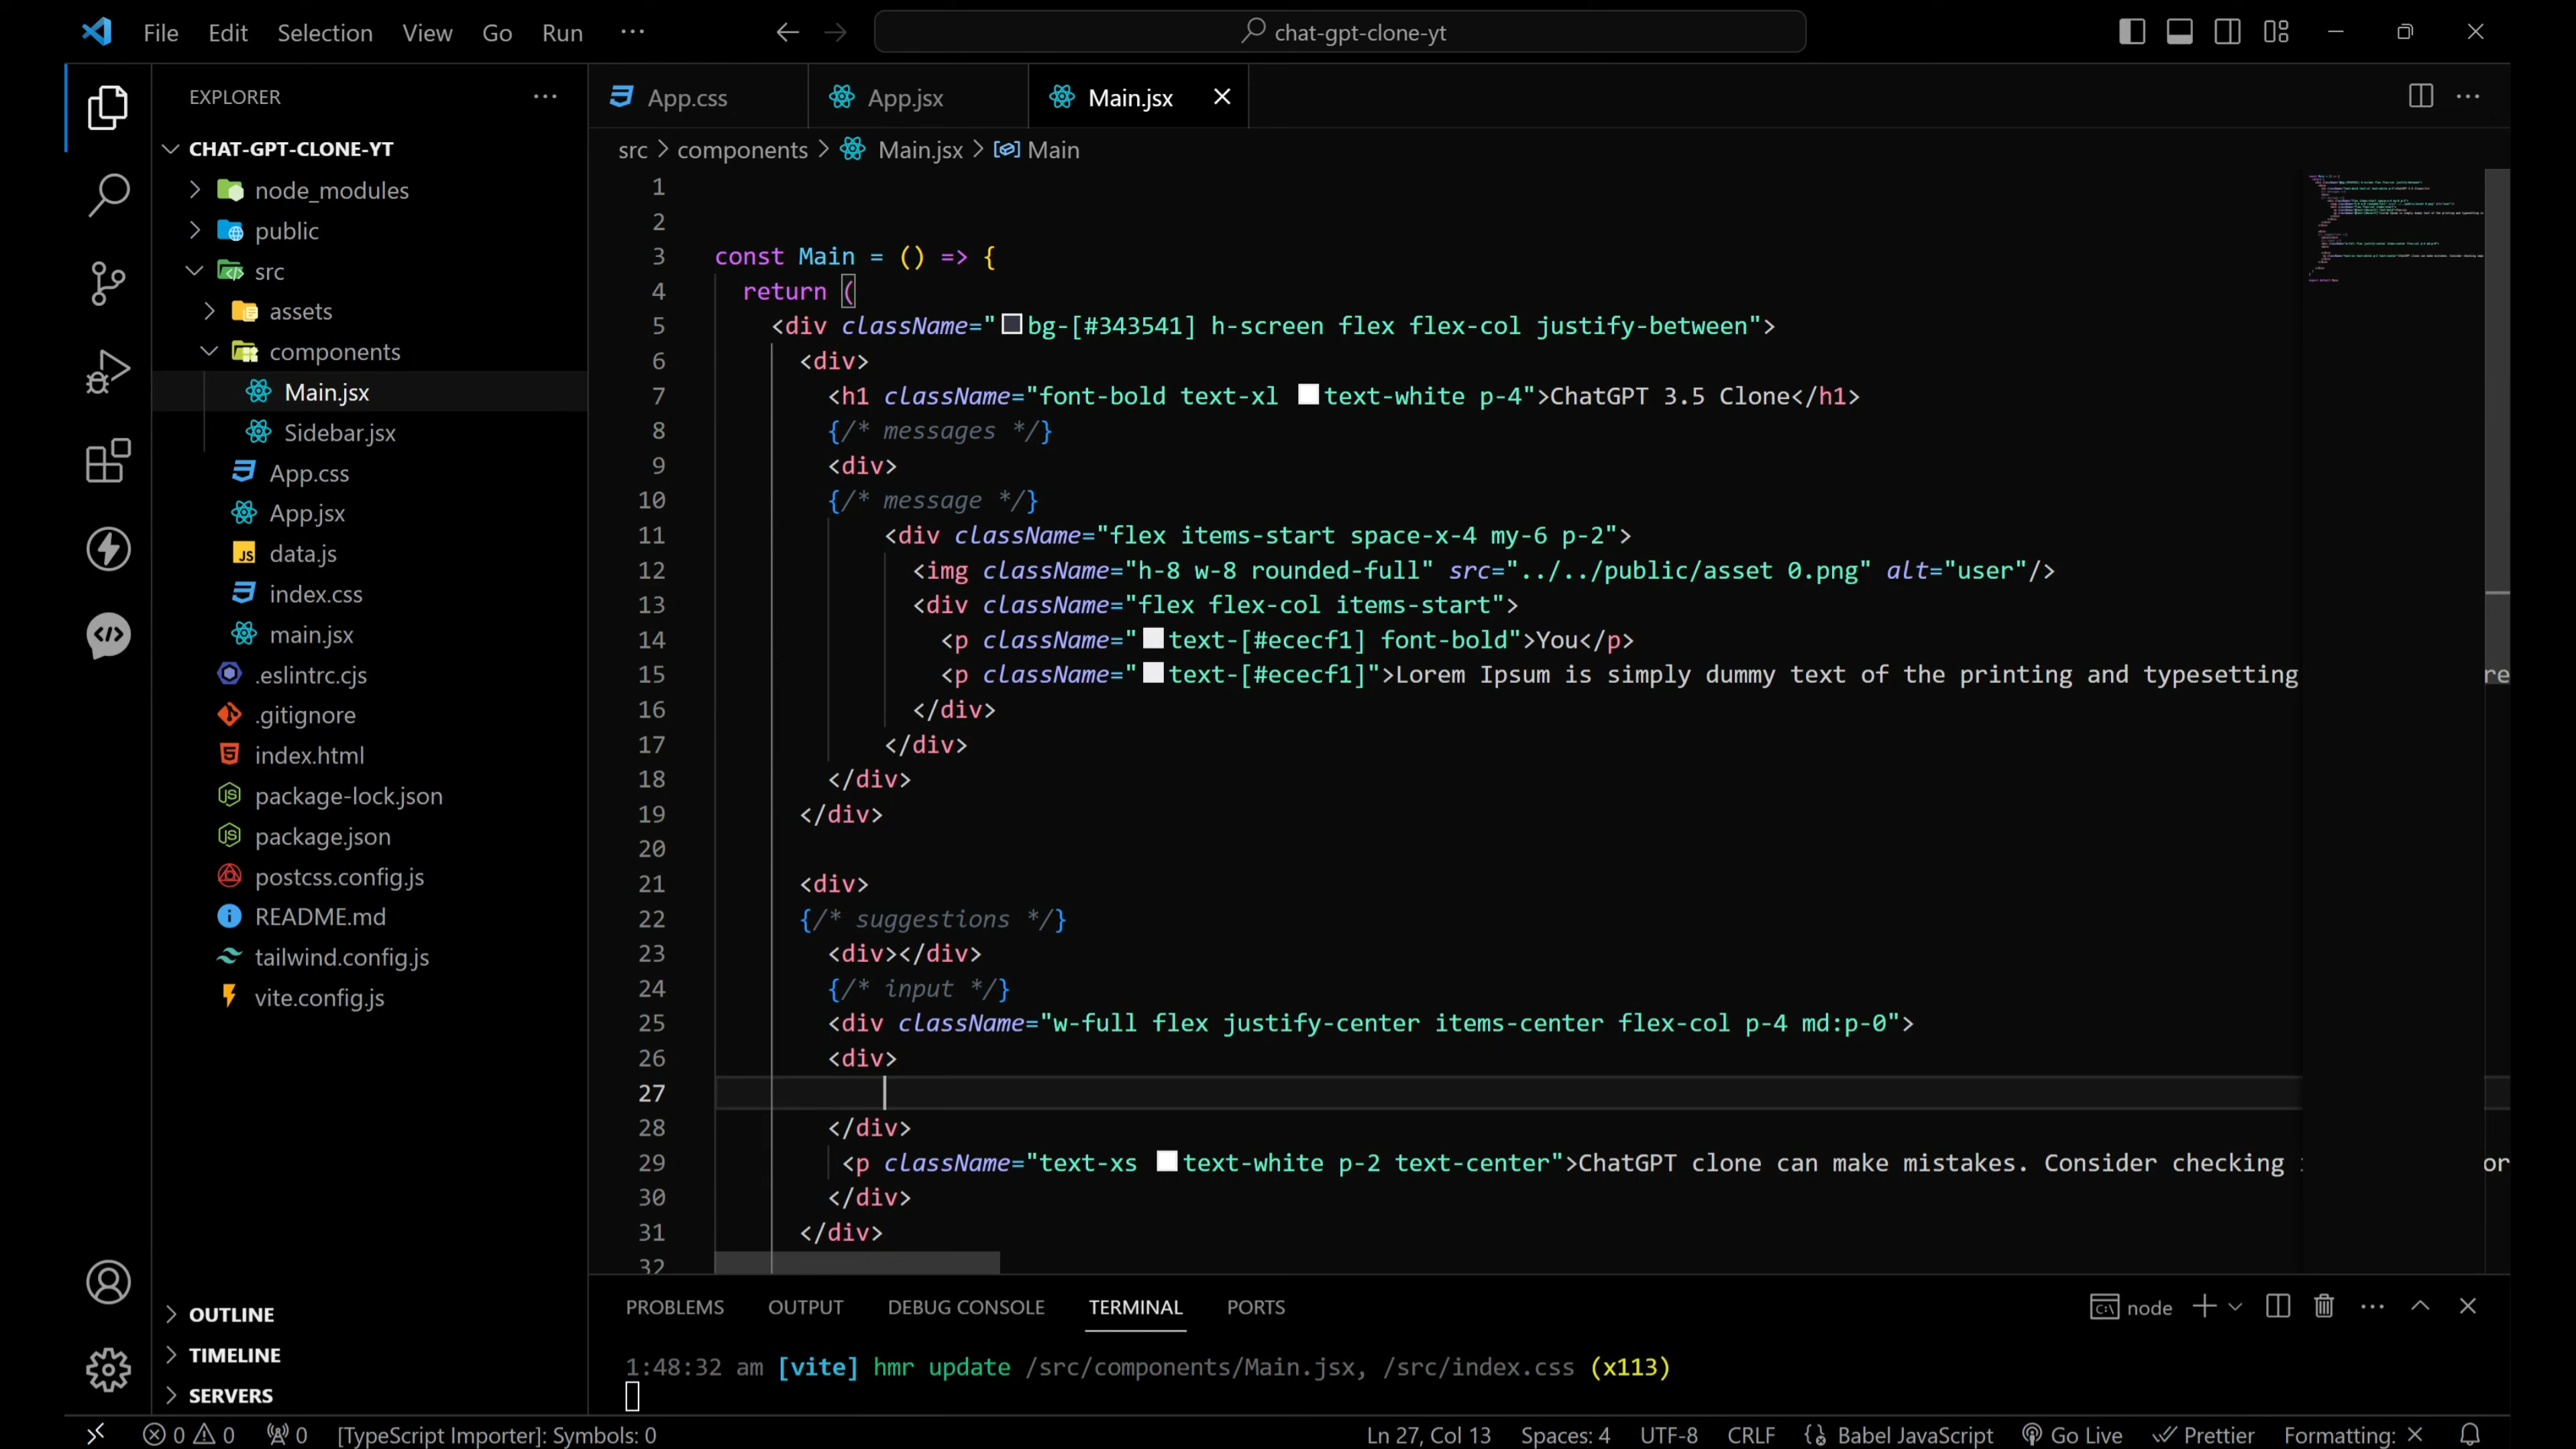 File Edit Selection View Go Run ··· chat-gpt-clone-yt
EXPLORER ···
CHAT-GPT-CLONE-YT
node_modules
public
src
assets
components
Main.jsx
Sidebar.jsx
App.css
App.jsx
data.js
index.css
main.jsx
.eslintrc.cjs
.gitignore
index.html
package-lock.json
package.json
postcss.config.js
README.md
tailwind.config.js
vite.config.js
OUTLINE
TIMELINE
SERVERS
App.css App.jsx Main.jsx
src > components > Main.jsx > Main
1
2
3 const Main = () => {
4 return (
5 <div className="bg-[#343541] h-screen flex flex-col justify-between">
6 <div>
7 <h1 className="font-bold text-xl text-white p-4">ChatGPT 3.5 Clone</h1>
8 {/* messages */}
9 <div>
10 {/* message */}
11 <div className="flex items-start space-x-4 my-6 p-2">
12 <img className="h-8 w-8 rounded-full" src="../../public/asset 0.png" alt="user"/>
13 <div className="flex flex-col items-start">
14 <p className="text-[#ececf1] font-bold">You</p>
15 <p className="text-[#ececf1]">Lorem Ipsum is simply dummy text of the printing and typesetting re
16 </div>
17 </div>
18 </div>
19 </div>
20
21 <div>
22 {/* suggestions */}
23 <div></div>
24 {/* input */}
25 <div className="w-full flex justify-center items-center flex-col p-4 md:p-0">
26 <div>
27
28 </div>
29 <p className="text-xs text-white p-2 text-center">ChatGPT clone can make mistakes. Consider checking or
30 </div>
31 </div>
32
PROBLEMS OUTPUT DEBUG CONSOLE TERMINAL PORTS node
1:48:32 am [vite] hmr update /src/components/Main.jsx, /src/index.css (x113)
0 0 0 [TypeScript Importer]: Symbols: 0 Ln 27, Col 13 Spaces: 4 UTF-8 CRLF Babel JavaScript Go Live Prettier Formatting: ×